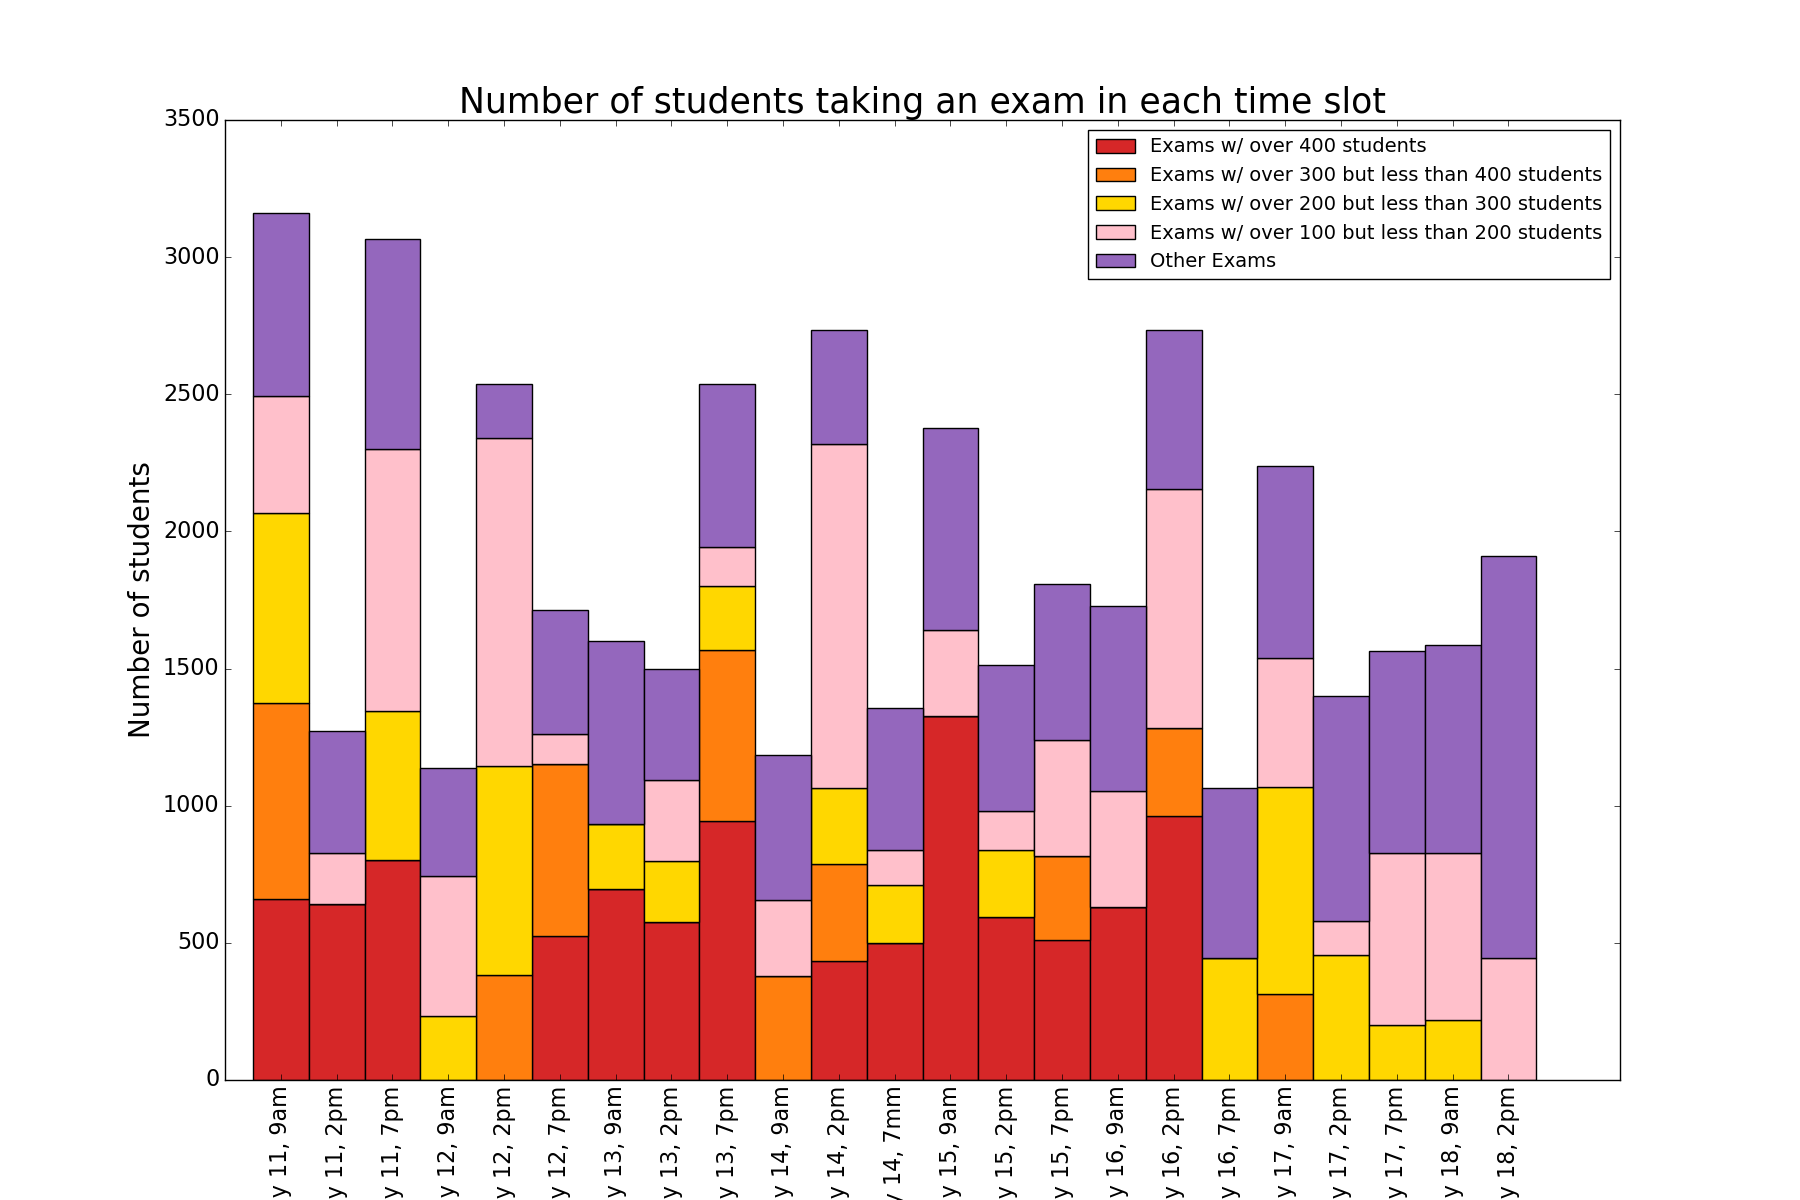 Number of students taking an exam in each time slot
Exams w/ over 400 students
Exams w/ over 300 but less than 400 students
Exams w/ over 200 but less than 300 students
Exams w/ over 100 but less than 200 students
Other Exams
Number of students
3500
3000
2500
2000
1500
1000
500
0
y 11, 9am
y 11, 2pm
y 11, 7pm
y 12, 9am
y 12, 2pm
y 12, 7pm
y 13, 9am
y 13, 2pm
y 13, 7pm
y 14, 9am
y 14, 2pm
y 14, 7mm
y 15, 9am
y 15, 2pm
y 15, 7pm
y 16, 9am
y 16, 2pm
y 16, 7pm
y 17, 9am
y 17, 2pm
y 17, 7pm
y 18, 9am
y 18, 2pm